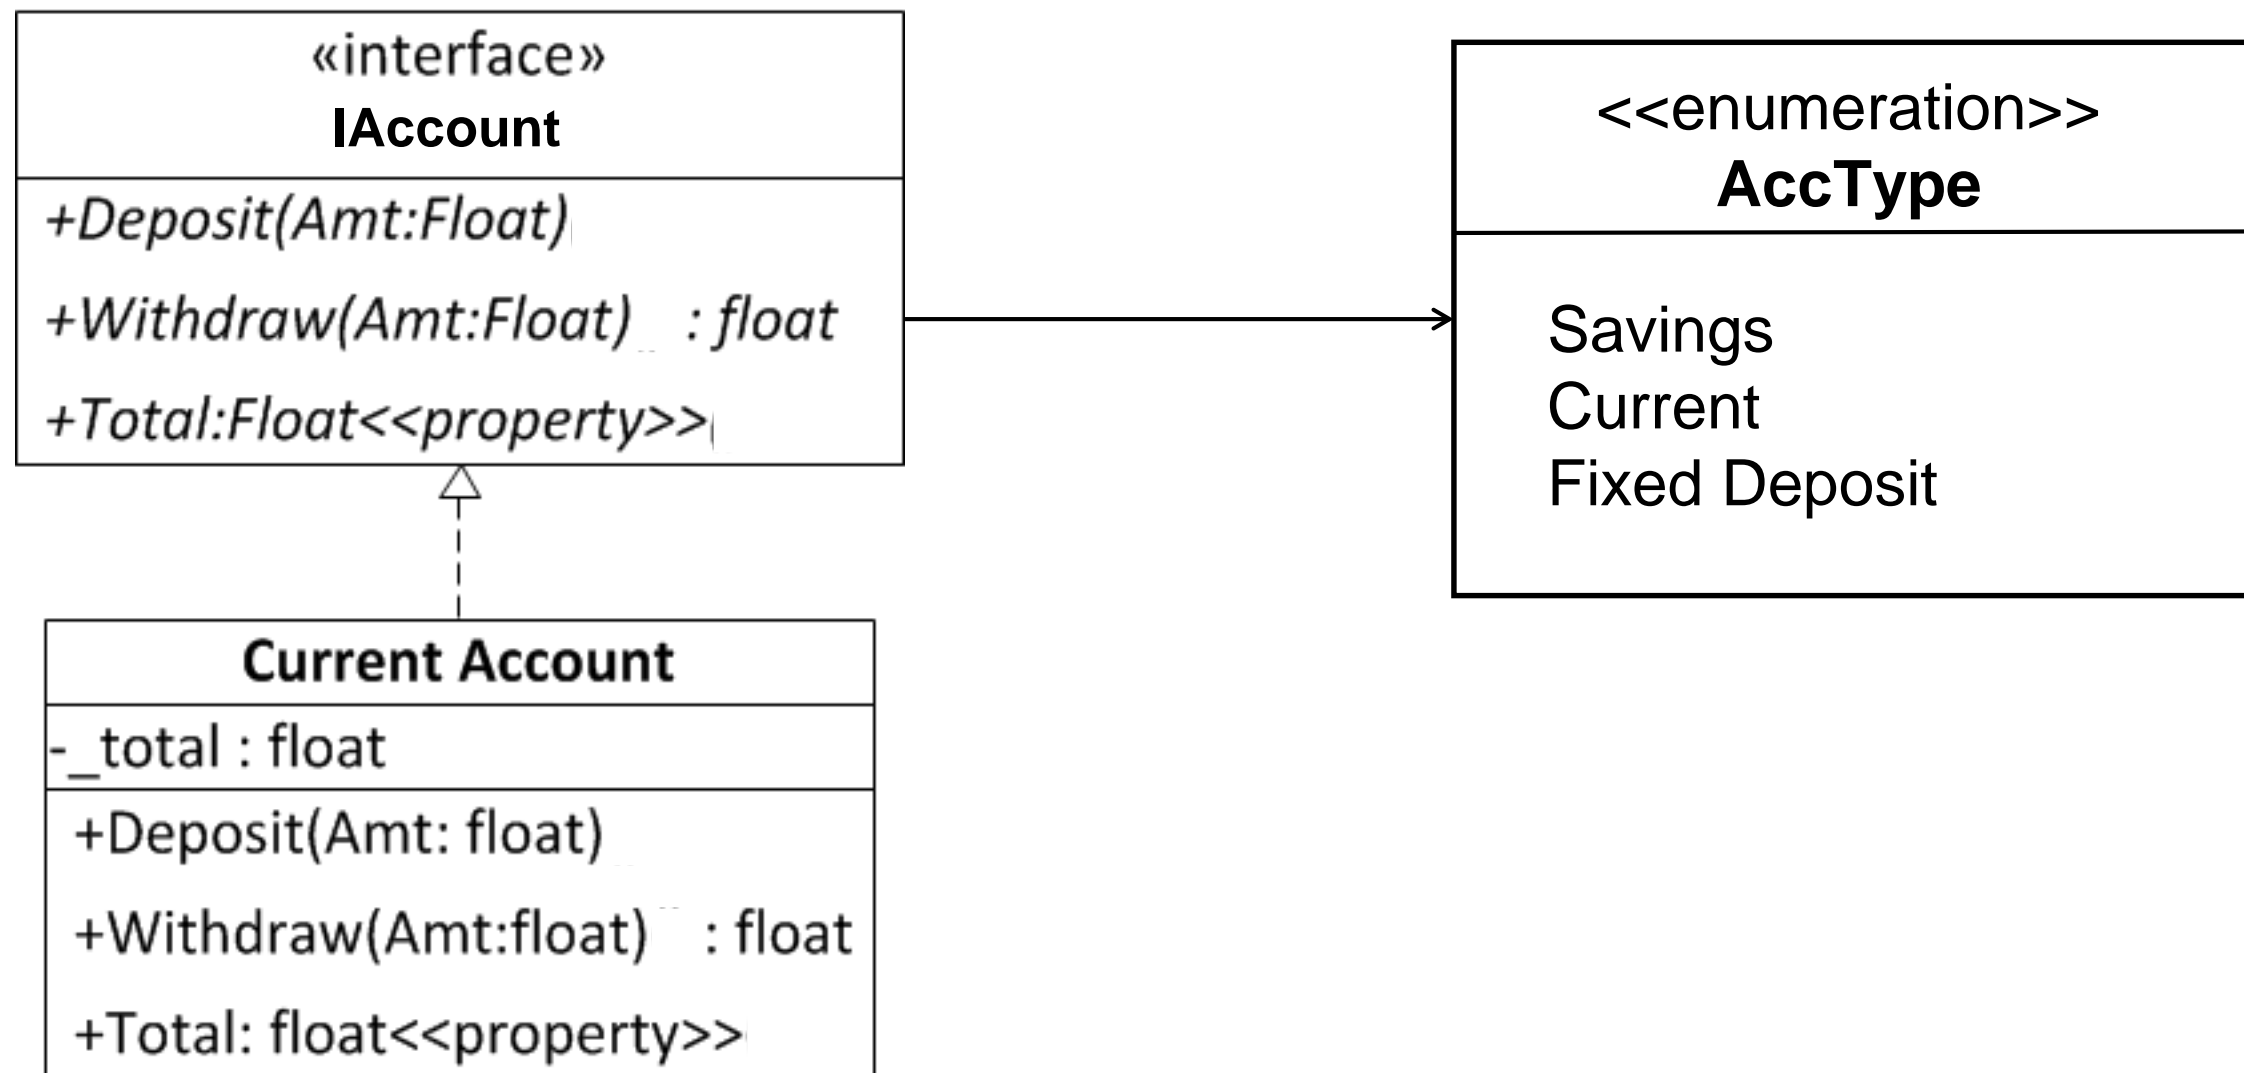 «interface»
IAccount
+Deposit(Amt:Float)
+Withdraw(Amt:Float) : float
+Total:Float<<property>>
<<enumeration>>
AccType
Savings
Current
Fixed Deposit
Current Account
-_total : float
+Deposit(Amt: float)
+Withdraw(Amt:float) : float
+Total: float<<property>>